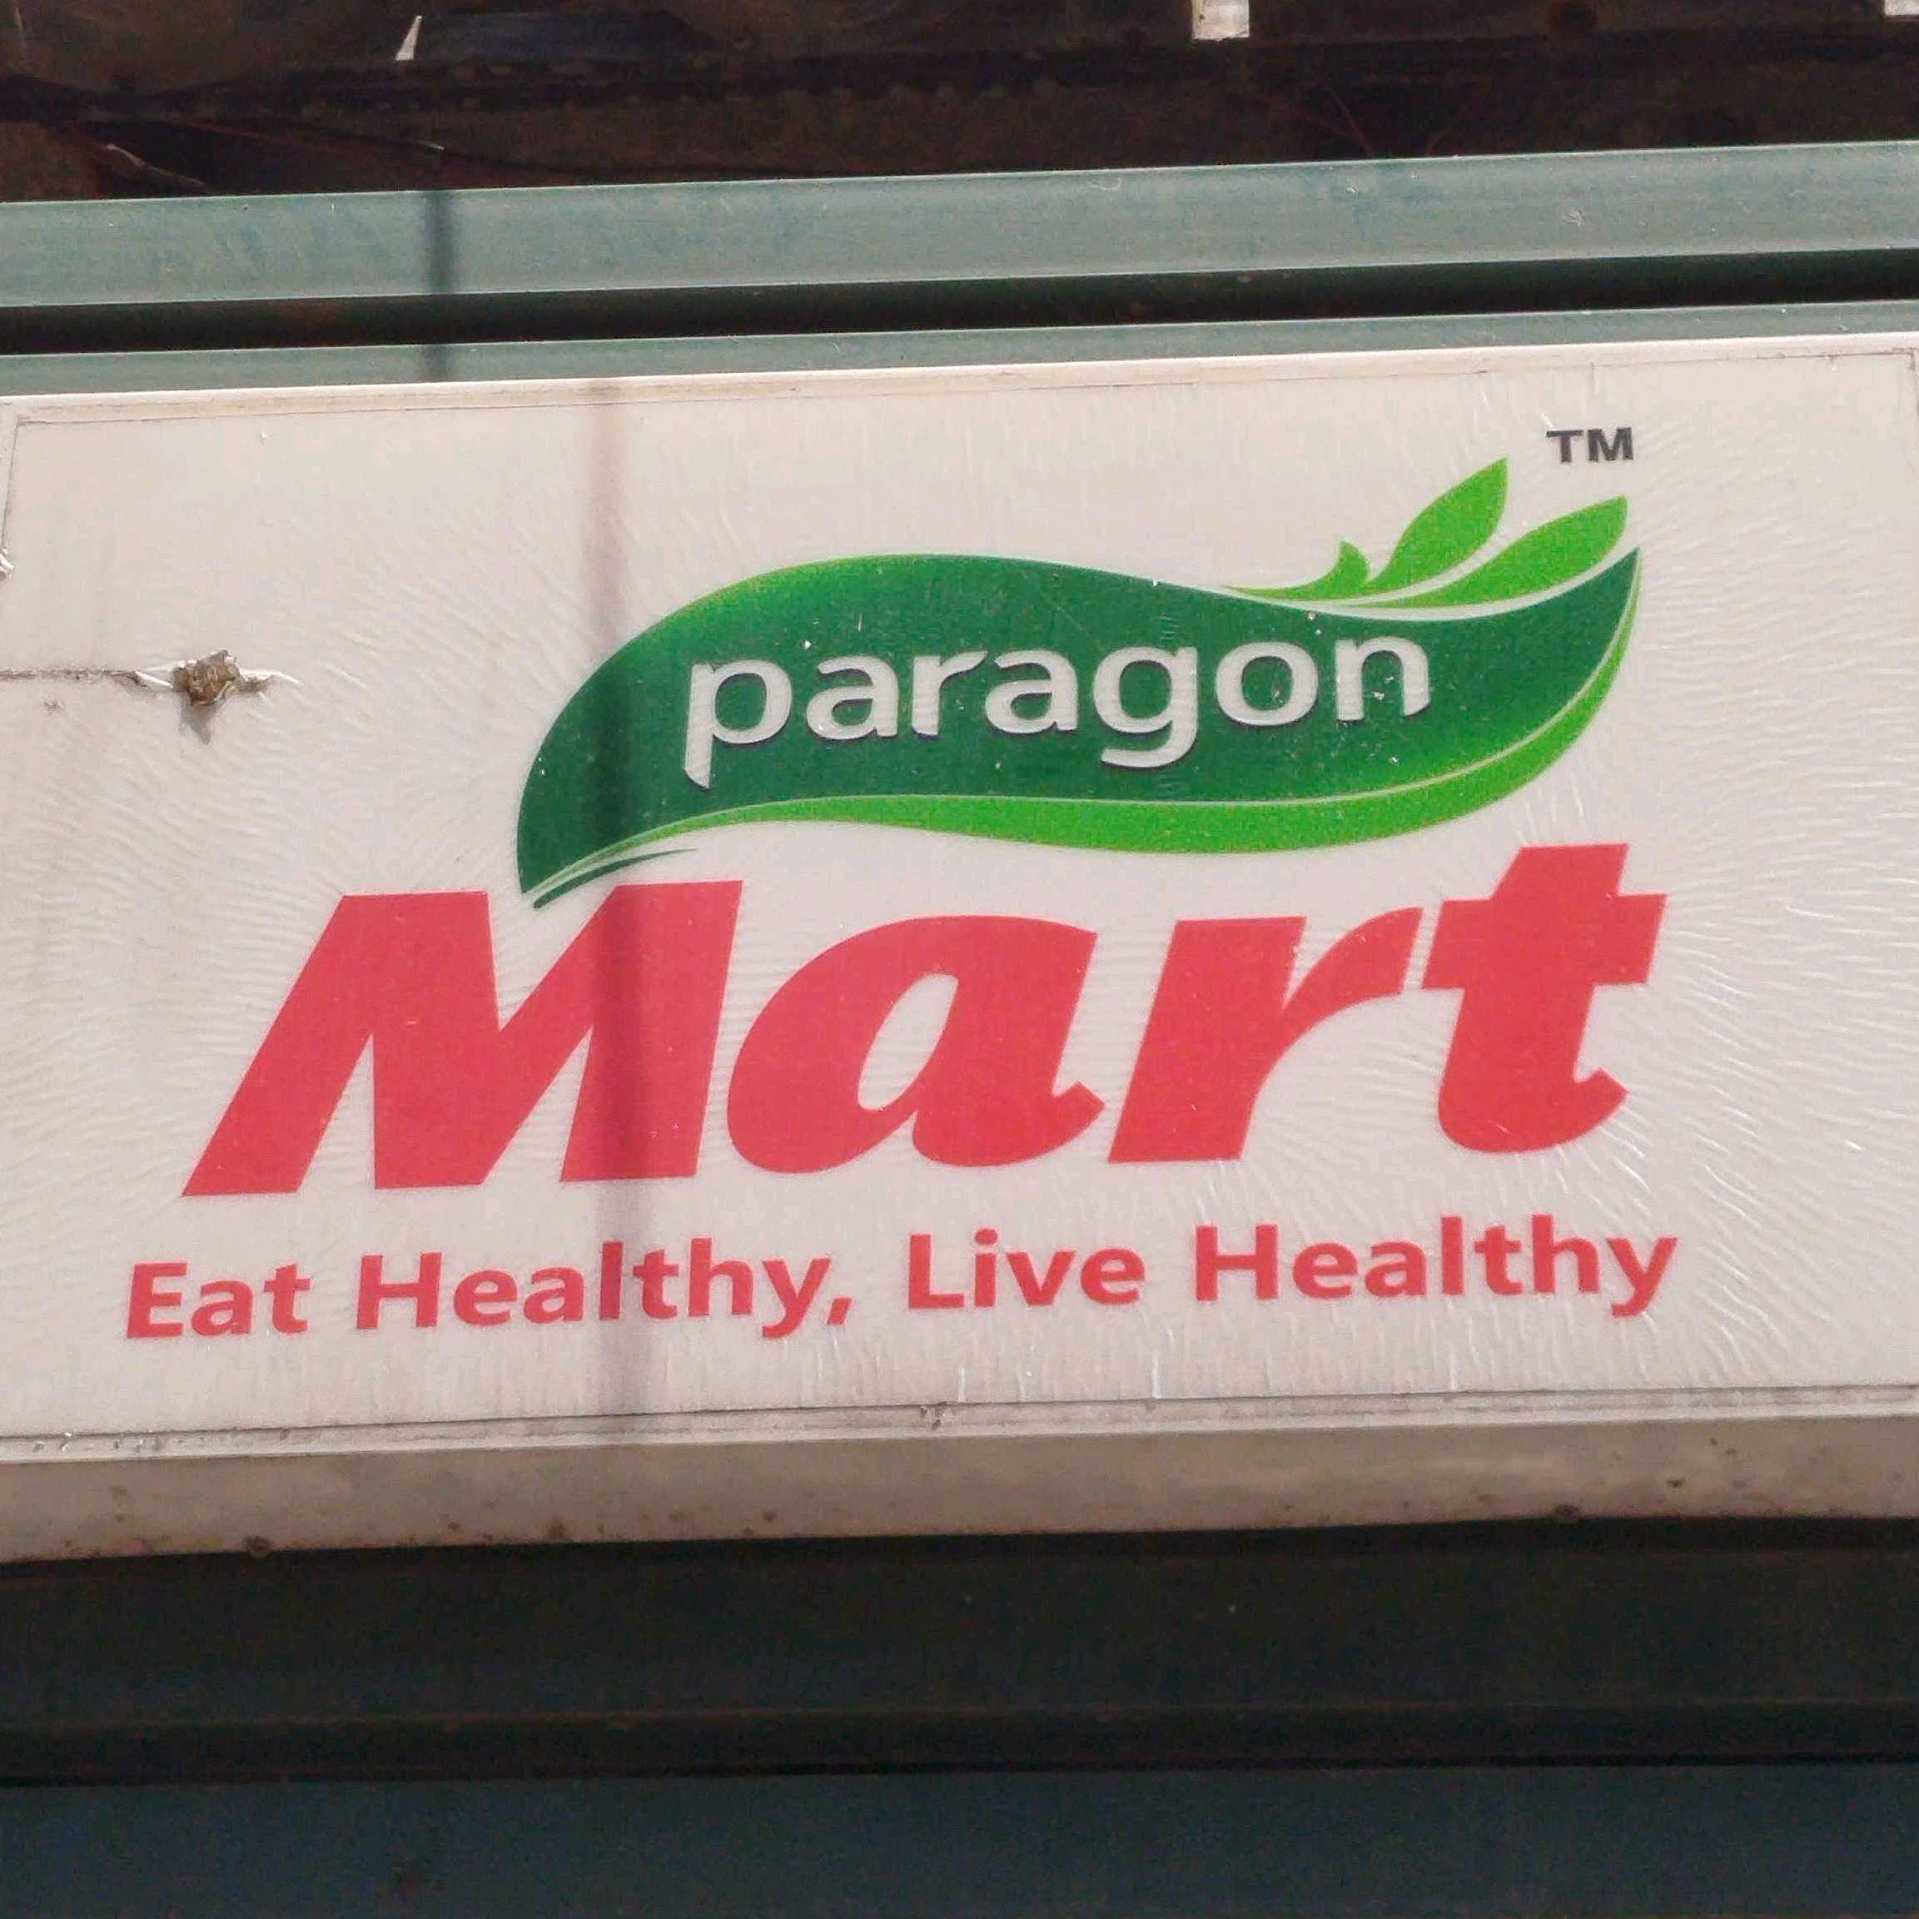 TM
paragon
Mart
Eat Healthy, Live Healthy